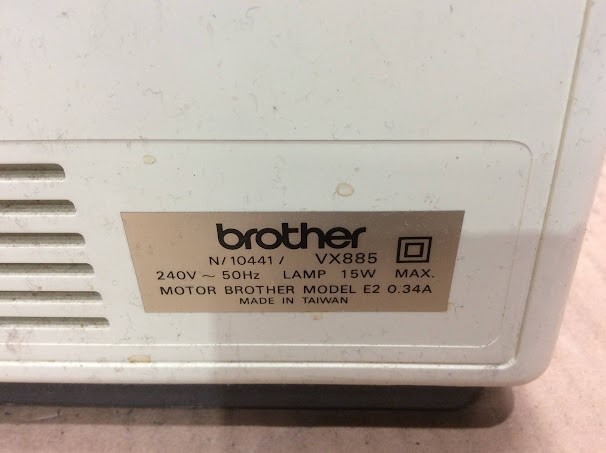 brother
N/10441/ VX885
240V ~ 50Hz LAMP 15W MAX.
MOTOR BROTHER MODEL E2 0.34A
MADE IN TAIWAN